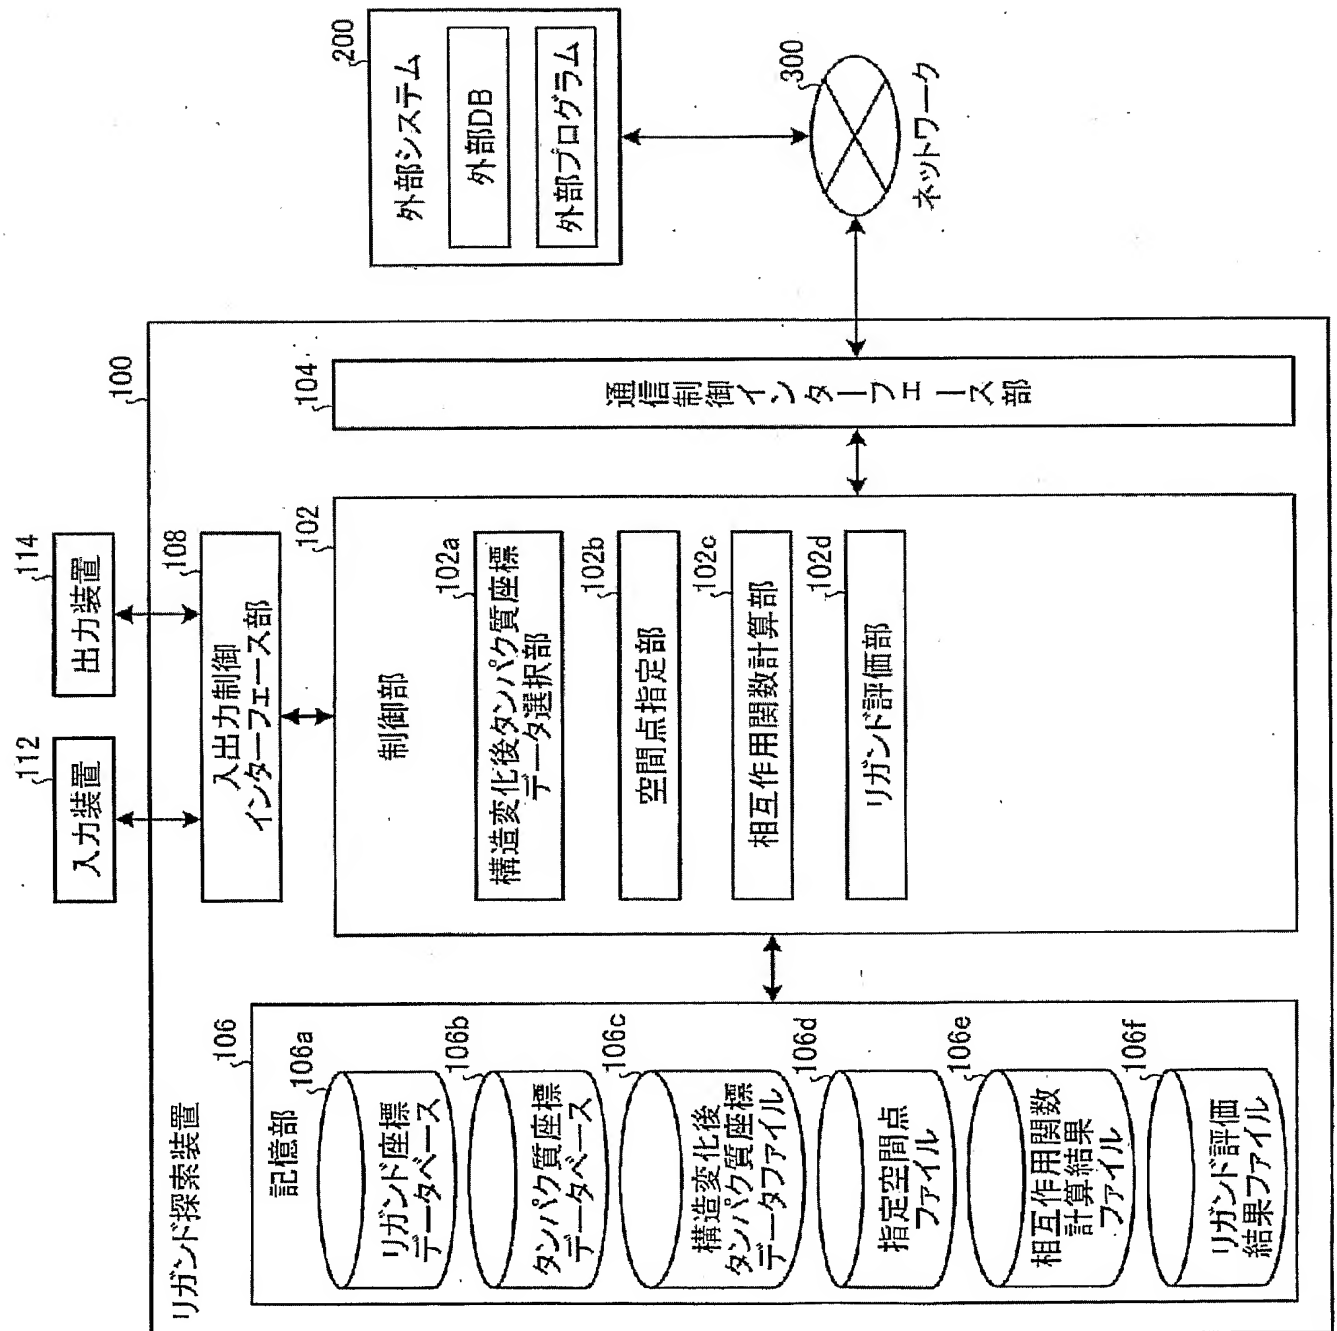 リガンド探索装置
100
入力装置
112
出力装置
114
入出力制御
インターフェース部
108
記憶部
106
リガンド座標
データベース
106a
タンパク質座標
データベース
106b
構造変化後
タンパク質座標
データファイル
106c
指定空間点
ファイル
106d
相互作用関数
計算結果
ファイル
106e
リガンド評価
結果ファイル
106f
制御部
102
構造変化後タンパク質座標
データ選択部
102a
空間点指定部
102b
相互作用関数計算部
102c
リガンド評価部
102d
通信制御インターフェース部
104
外部システム
200
外部DB
外部プログラム
300
ネットワーク